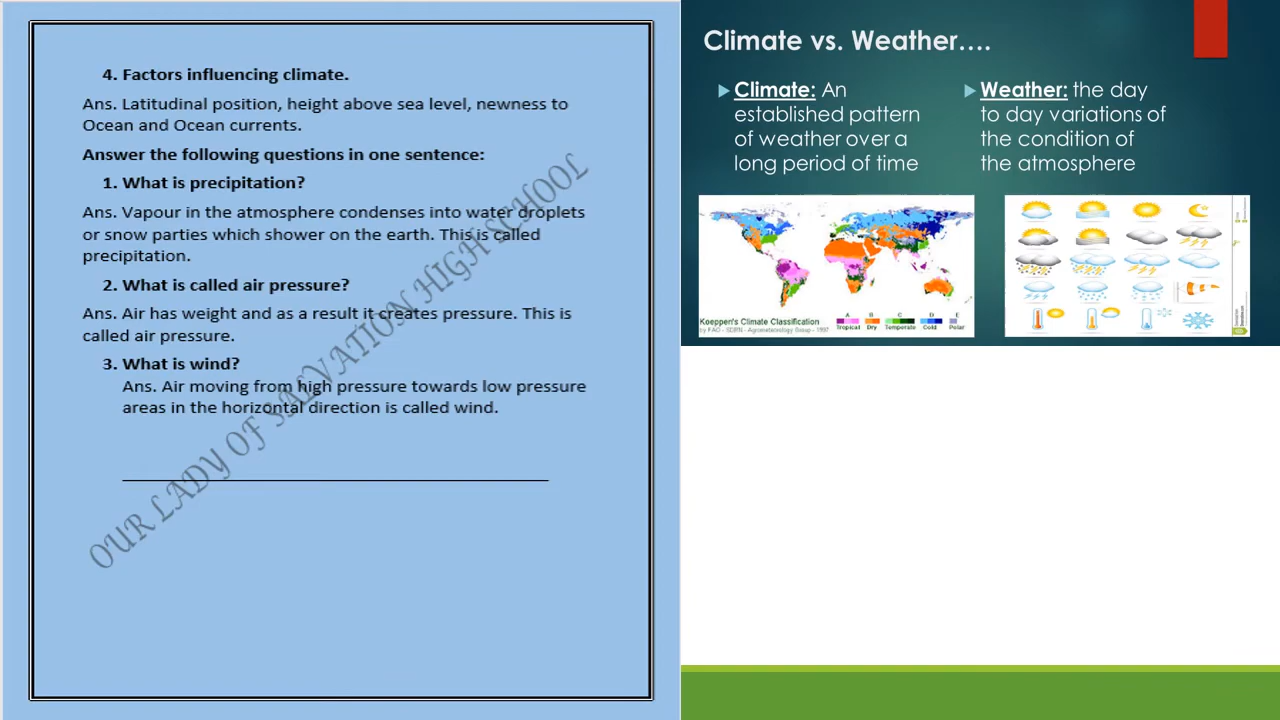 4. Factors influencing climate.
Ans. Latitudinal position, height above sea level, newness to
Ocean and Ocean currents.
Answer the following questions in one sentence:
1. What is precipitation?
Ans. Vapour in the atmosphere condenses into water droplets
or snow parties which shower on the earth. This is called
precipitation.
2. What is called air pressure?
Ans. Air has weight and as a result it creates pressure. This is
called air pressure.
3. What is wind?
Ans. Air moving from high pressure towards low pressure
areas in the horizontal direction is called wind.
OUR LADY OF SALVATION HIGH SCHOOL
Climate vs. Weather....
Climate: An
established pattern
of weather over a
long period of time
Weather: the day
to day variations of
the condition of
the atmosphere
Koeppen's Climate Classification
by FAO - SDRN - Agrometeorology Group - 1997
A B C D E
Tropical Dry Temperate Cold Polar